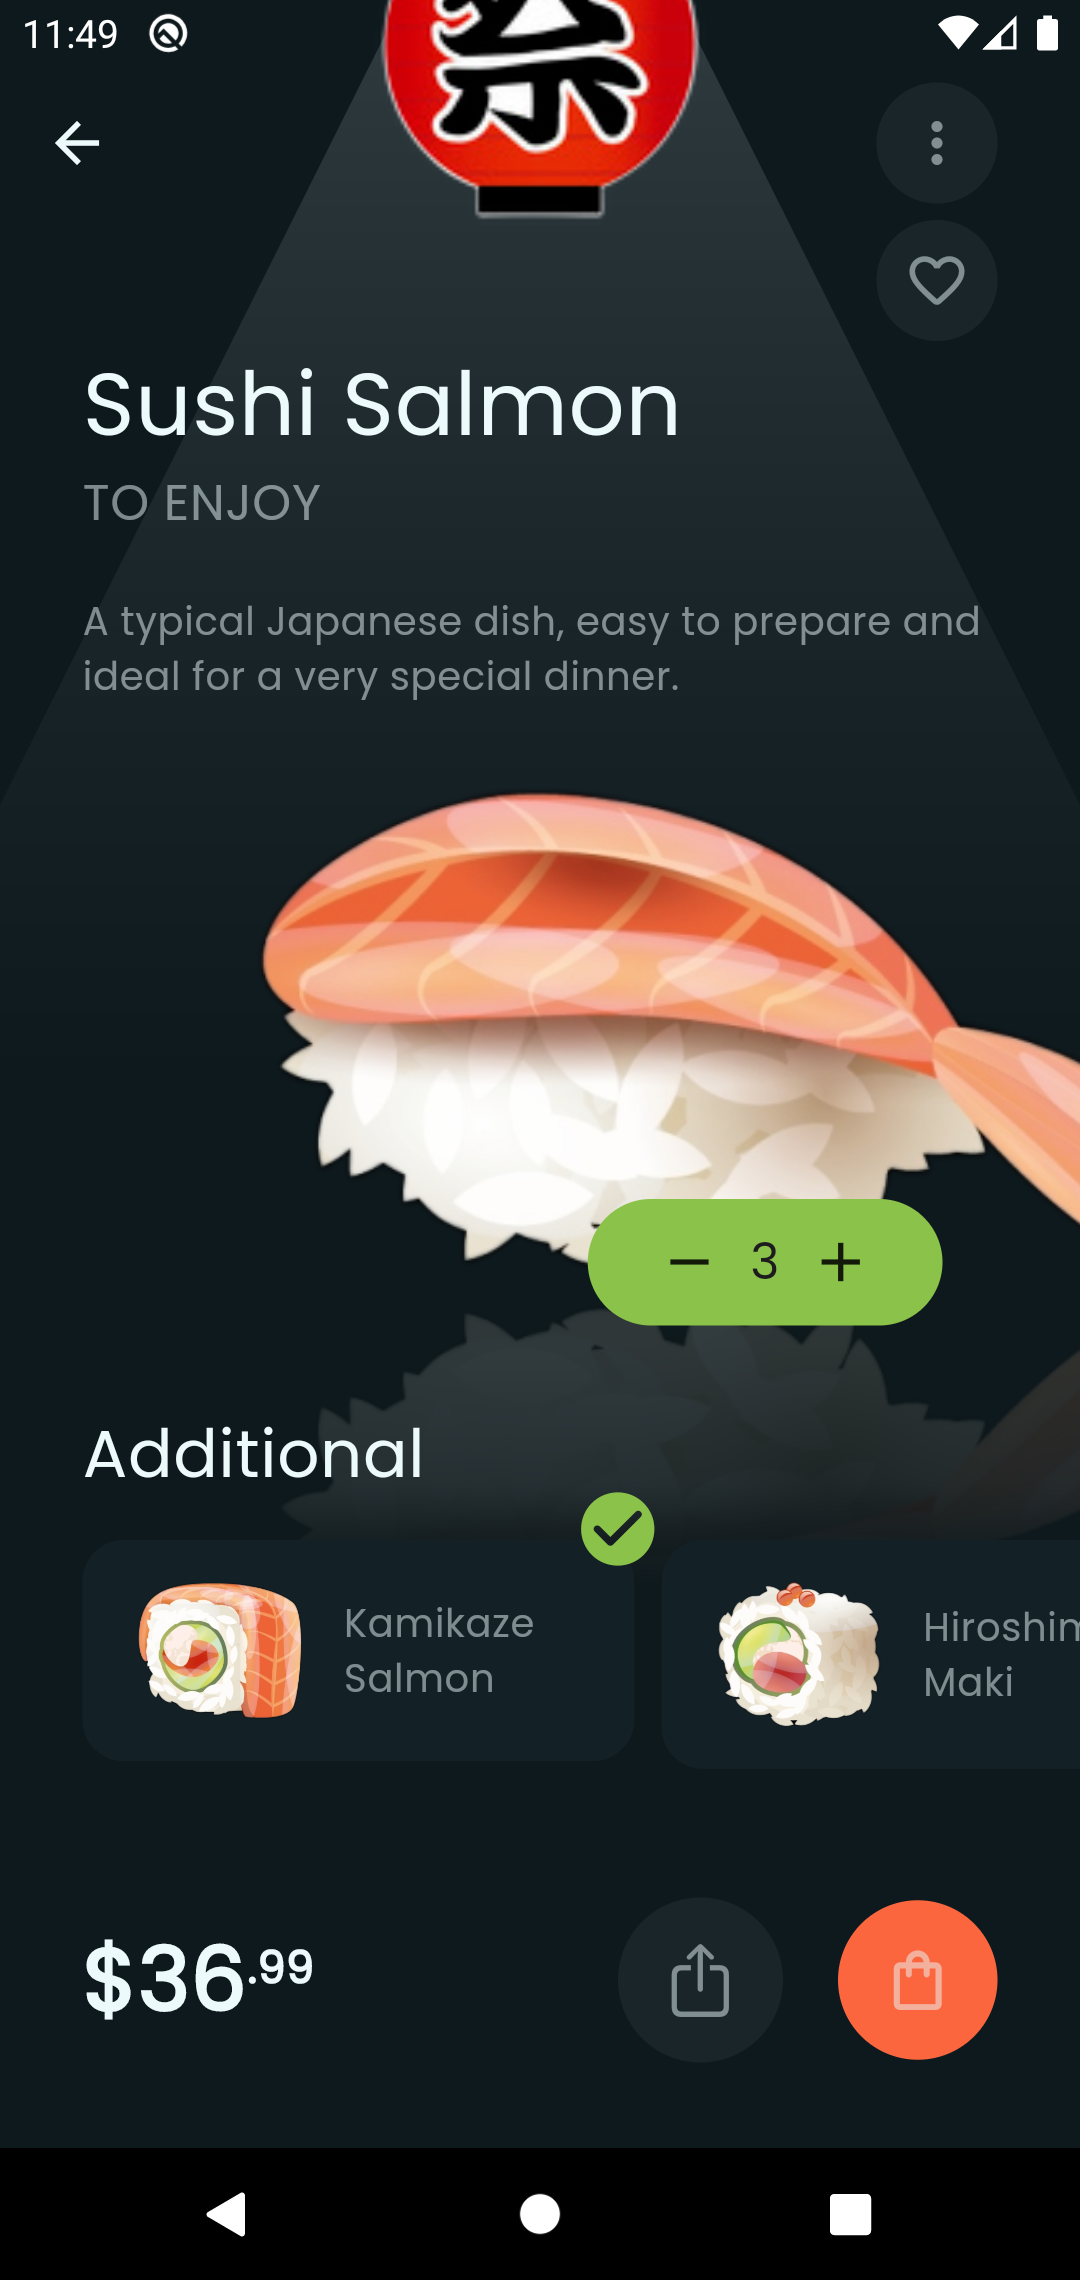 11:49
祭
Sushi Salmon
TO ENJOY
A typical Japanese dish, easy to prepare and
ideal for a very special dinner.
3
Additional
Kamikaze
Salmon
Hiroshim
Maki
$36.99